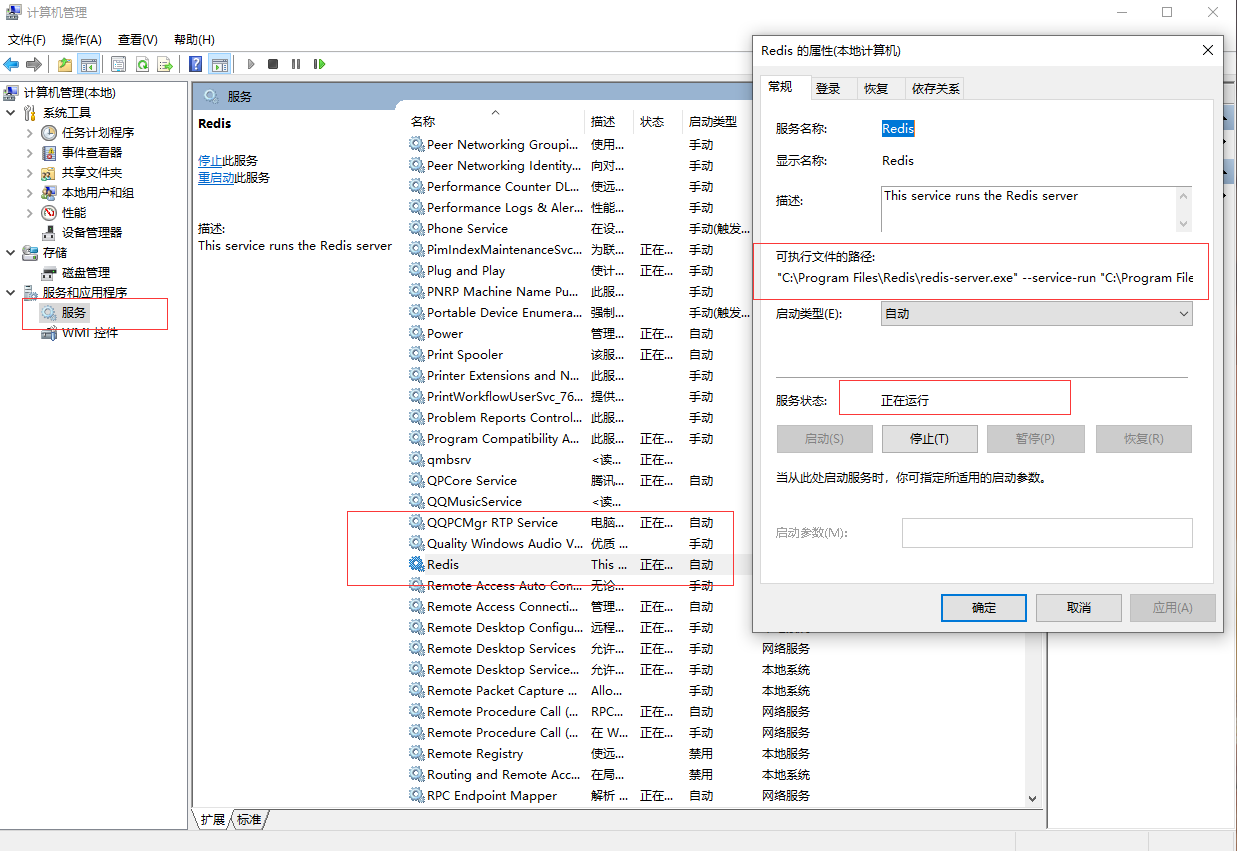 计算机管理
文件(F) 操作(A) 查看(V) 帮助(H)
计算机管理(本地)
系统工具
任务计划程序
事件查看器
共享文件夹
本地用户和组
性能
设备管理器
存储
磁盘管理
服务和应用程序
服务
WMI 控件
服务
Redis
停止此服务
重启动此服务
描述:
This service runs the Redis server
名称 描述 状态 启动类型
Peer Networking Groupi... 使用... 手动
Peer Networking Identity... 向对... 手动
Performance Counter DL... 使远... 手动
Performance Logs & Aler... 性能... 手动
Phone Service 在设... 手动(触发...
PimIndexMaintenanceSvc... 为联... 正在... 手动
Plug and Play 使计... 正在... 手动
PNRP Machine Name Pu... 此服... 手动
Portable Device Enumera... 强制... 手动(触发...
Power 管理... 正在... 自动
Print Spooler 该服... 正在... 自动
Printer Extensions and N... 此服... 手动
PrintWorkflowUserSvc_76... 提供... 手动
Problem Reports Control... 此服... 手动
Program Compatibility A... 此服... 正在... 手动
qmbsrv <读... 正在...
QPCore Service 腾讯... 正在... 自动
QQMusicService <读...
QQPCMgr RTP Service 电脑... 正在... 自动
Quality Windows Audio V... 优质 ... 手动
Redis This ... 正在... 自动
Remote Access Auto Con... 无论... 手动
Remote Access Connecti... 管理... 正在... 自动
Remote Desktop Configu... 远程... 正在... 手动
Remote Desktop Services 允许... 正在... 手动 网络服务
Remote Desktop Service... 允许... 正在... 手动 本地系统
Remote Packet Capture ... Allo... 手动 本地系统
Remote Procedure Call (... RPC... 正在... 自动 网络服务
Remote Procedure Call (... 在 W... 正在... 手动 网络服务
Remote Registry 使远... 禁用 本地服务
Routing and Remote Acc... 在局... 禁用 本地系统
RPC Endpoint Mapper 解析 ... 正在... 自动 网络服务
扩展 标准
Redis 的属性(本地计算机)
常规 登录 恢复 依存关系
服务名称: Redis
显示名称: Redis
描述: This service runs the Redis server
可执行文件的路径:
"C:\Program Files\Redis\redis-server.exe" --service-run "C:\Program File
启动类型(E): 自动
服务状态: 正在运行
启动(S) 停止(T) 暂停(P) 恢复(R)
当从此处启动服务时，你可指定所适用的启动参数。
启动参数(M):
确定 取消 应用(A)